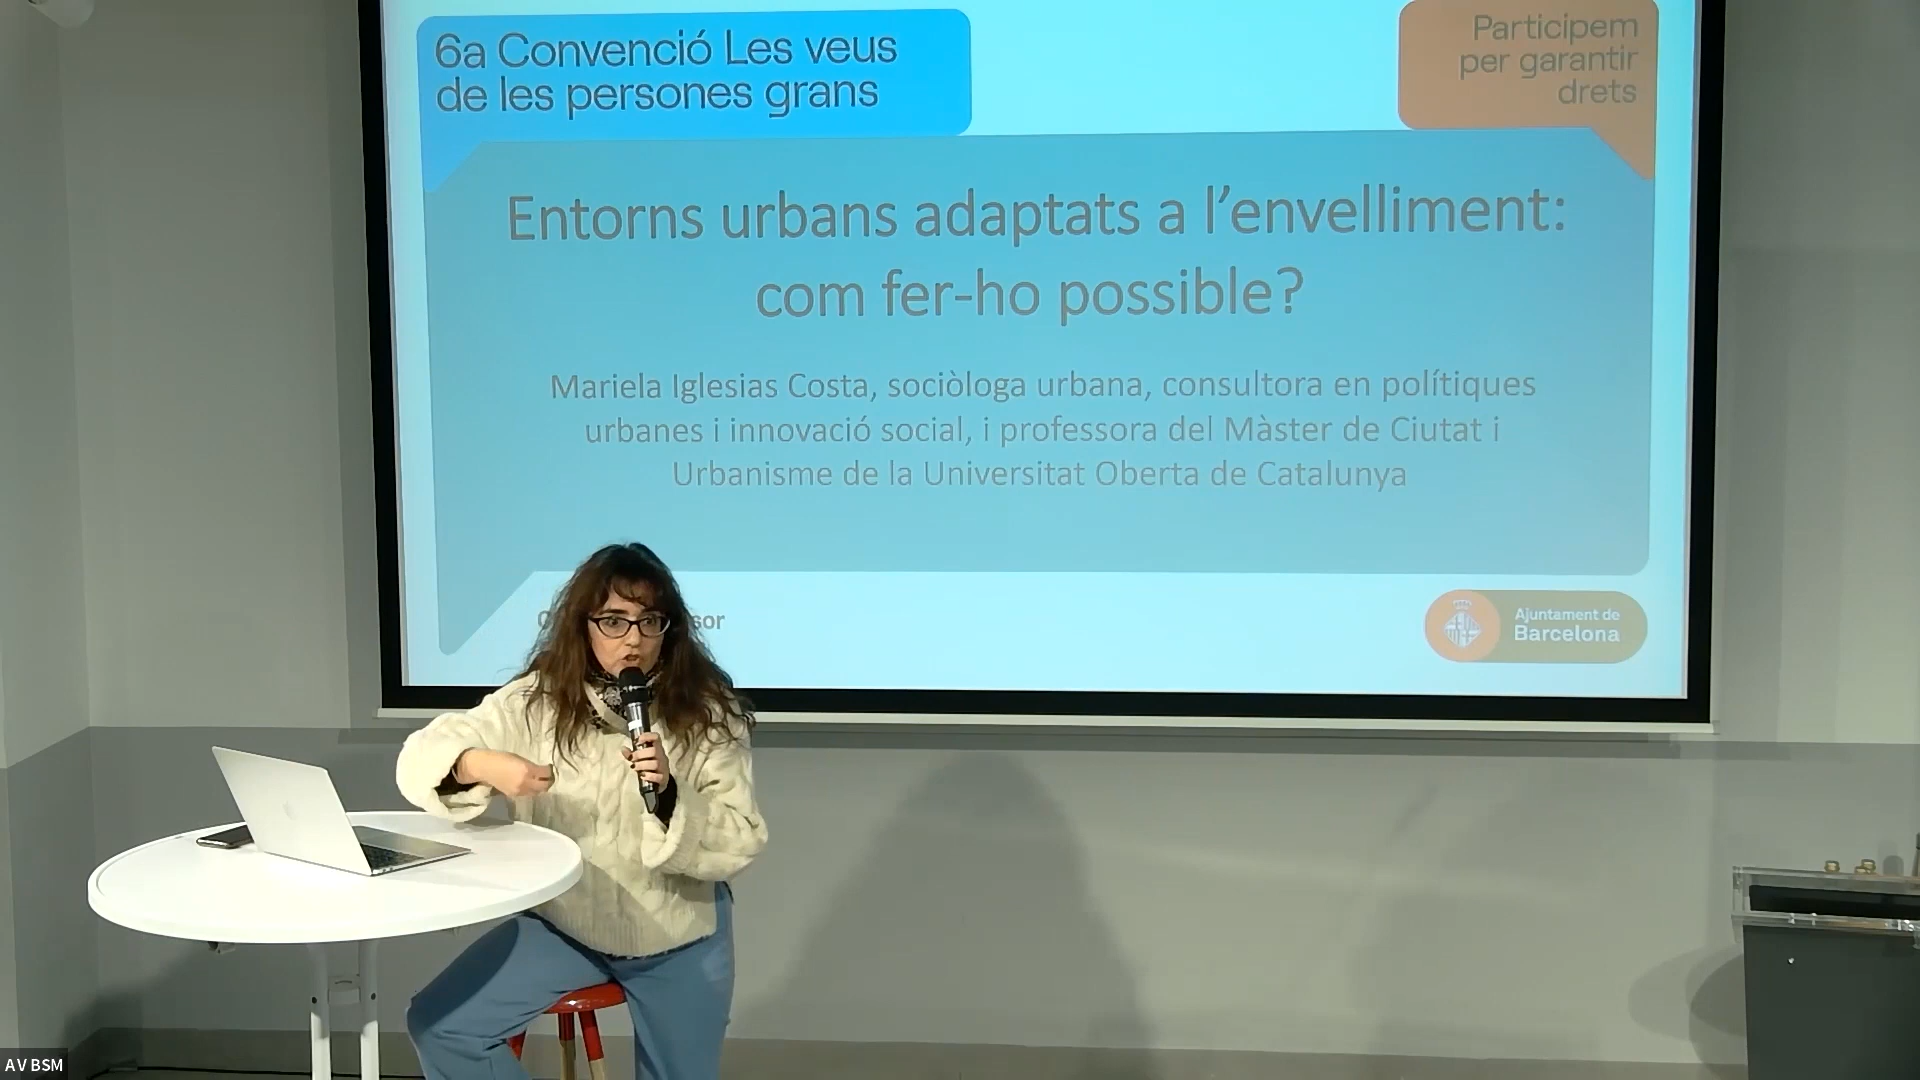 6a Convenció Les veus
de les persones grans
Participem
per garantir
drets
Entorns urbans adaptats a l’envelliment:
com fer-ho possible?
Mariela Iglesias Costa, sociòloga urbana, consultora en polítiques
urbanes i innovació social, i professora del Màster de Ciutat i
Urbanisme de la Universitat Oberta de Catalunya
Ajuntament de
Barcelona
AV BSM